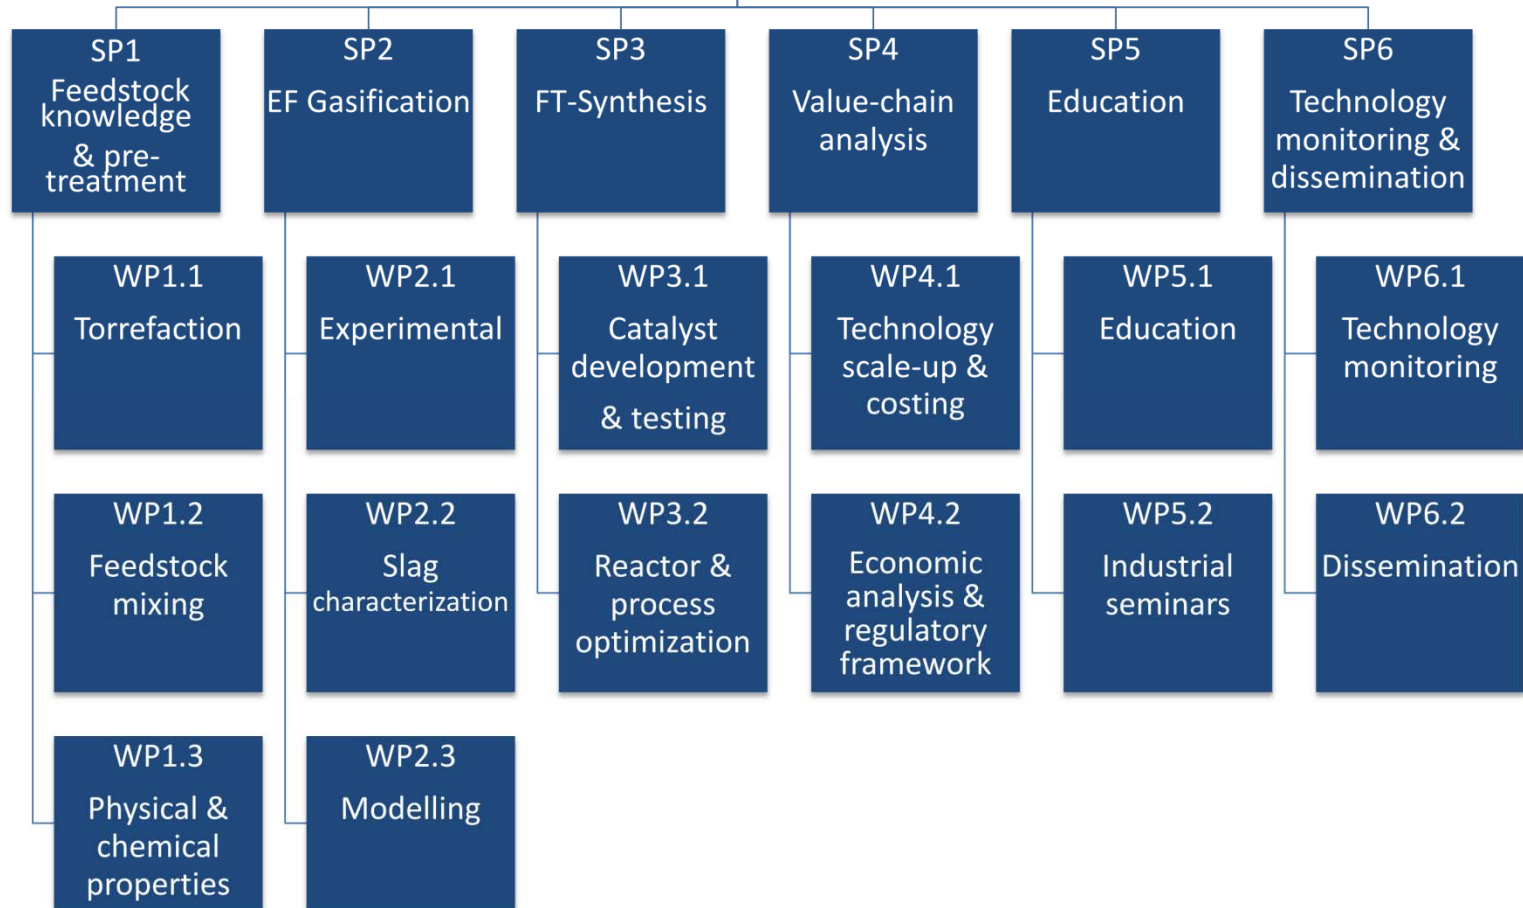 SP1
Feedstock
knowledge
& pre-
treatment
SP2
EF Gasification
SP3
FT-Synthesis
SP4
Value-chain
analysis
SP5
Education
SP6
Technology
monitoring &
dissemination
WP1.1
Torrefaction
WP2.1
Experimental
WP3.1
Catalyst
development
& testing
WP4.1
Technology
scale-up &
costing
WP5.1
Education
WP6.1
Technology
monitoring
WP1.2
Feedstock
mixing
WP2.2
Slag
characterization
WP3.2
Reactor &
process
optimization
WP4.2
Economic
analysis &
regulatory
framework
WP5.2
Industrial
seminars
WP6.2
Dissemination
WP1.3
Physical &
chemical
properties
WP2.3
Modelling